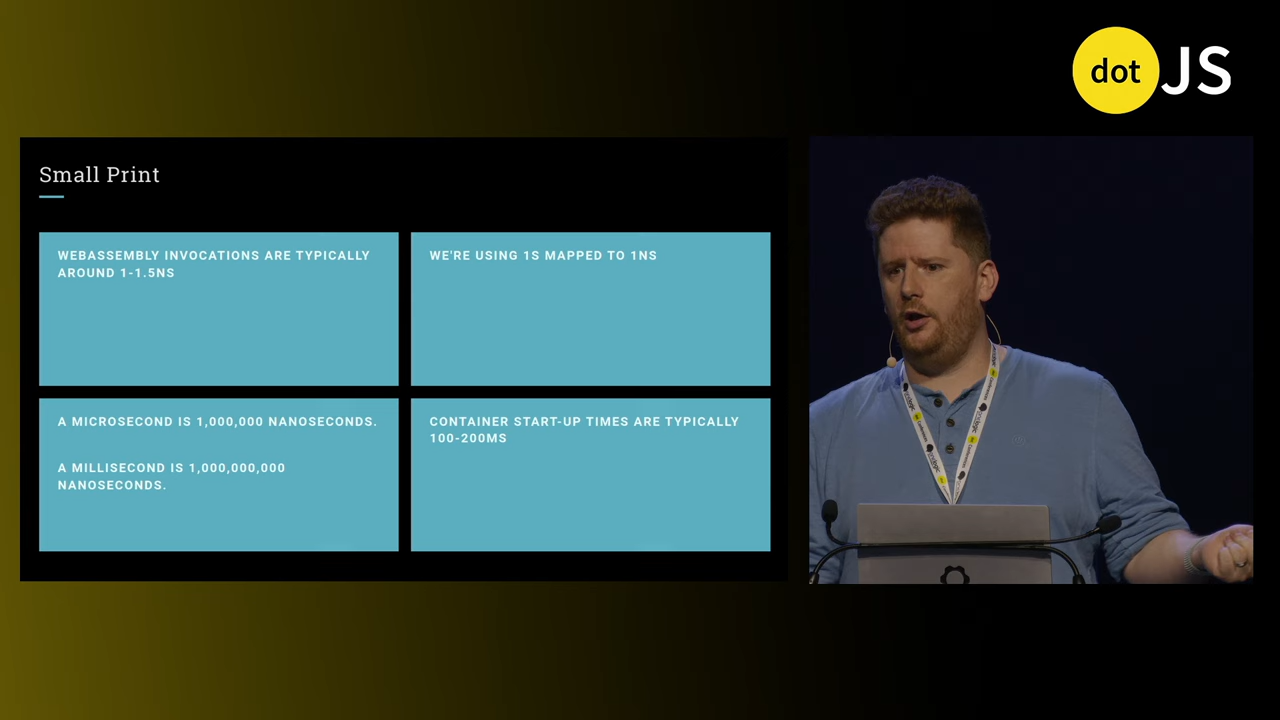 dot JS
Small Print
WEBASSEMBLY INVOCATIONS ARE TYPICALLY
AROUND 1-1.5NS
WE'RE USING 1S MAPPED TO 1NS
A MICROSECOND IS 1,000,000 NANOSECONDS.
A MILLISECOND IS 1,000,000,000
NANOSECONDS.
CONTAINER START-UP TIMES ARE TYPICALLY
100-200MS